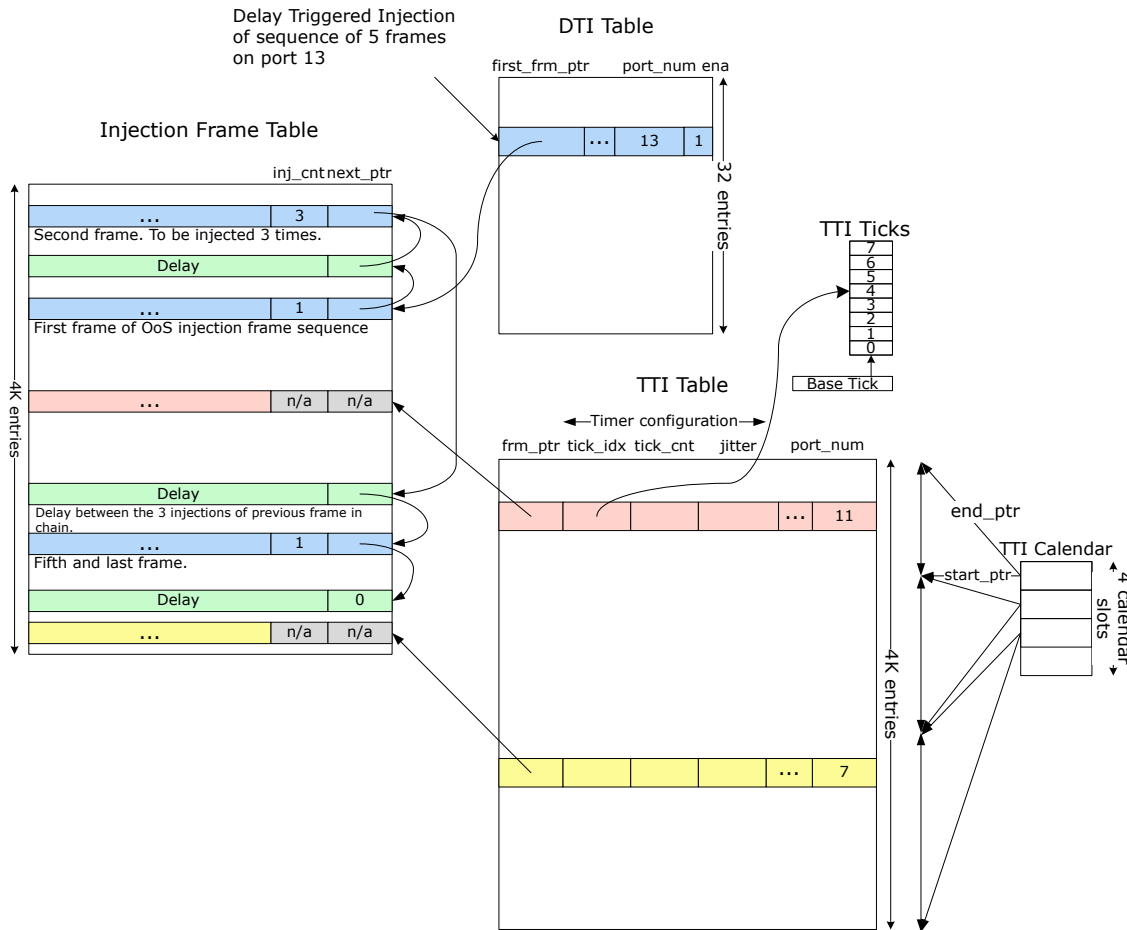 Delay Triggered Injection
of sequence of 5 frames
on port 13
DTI Table
first_frm_ptr port_num ena
... 13 1
32 entries
Injection Frame Table
inj_cnt next_ptr
... 3
Second frame. To be injected 3 times.
Delay
... 1
First frame of OoS injection frame sequence
... n/a n/a
Delay
Delay between the 3 injections of previous frame in
chain.
... 1
Fifth and last frame.
Delay 0
... n/a n/a
4K entries
TTI Ticks
7
6
5
4
3
2
1
0
Base Tick
TTI Table
Timer configuration
frm_ptr tick_idx tick_cnt jitter port_num
... 11
... 7
4K entries
end_ptr
start_ptr
TTI Calendar
4 calendar
slots